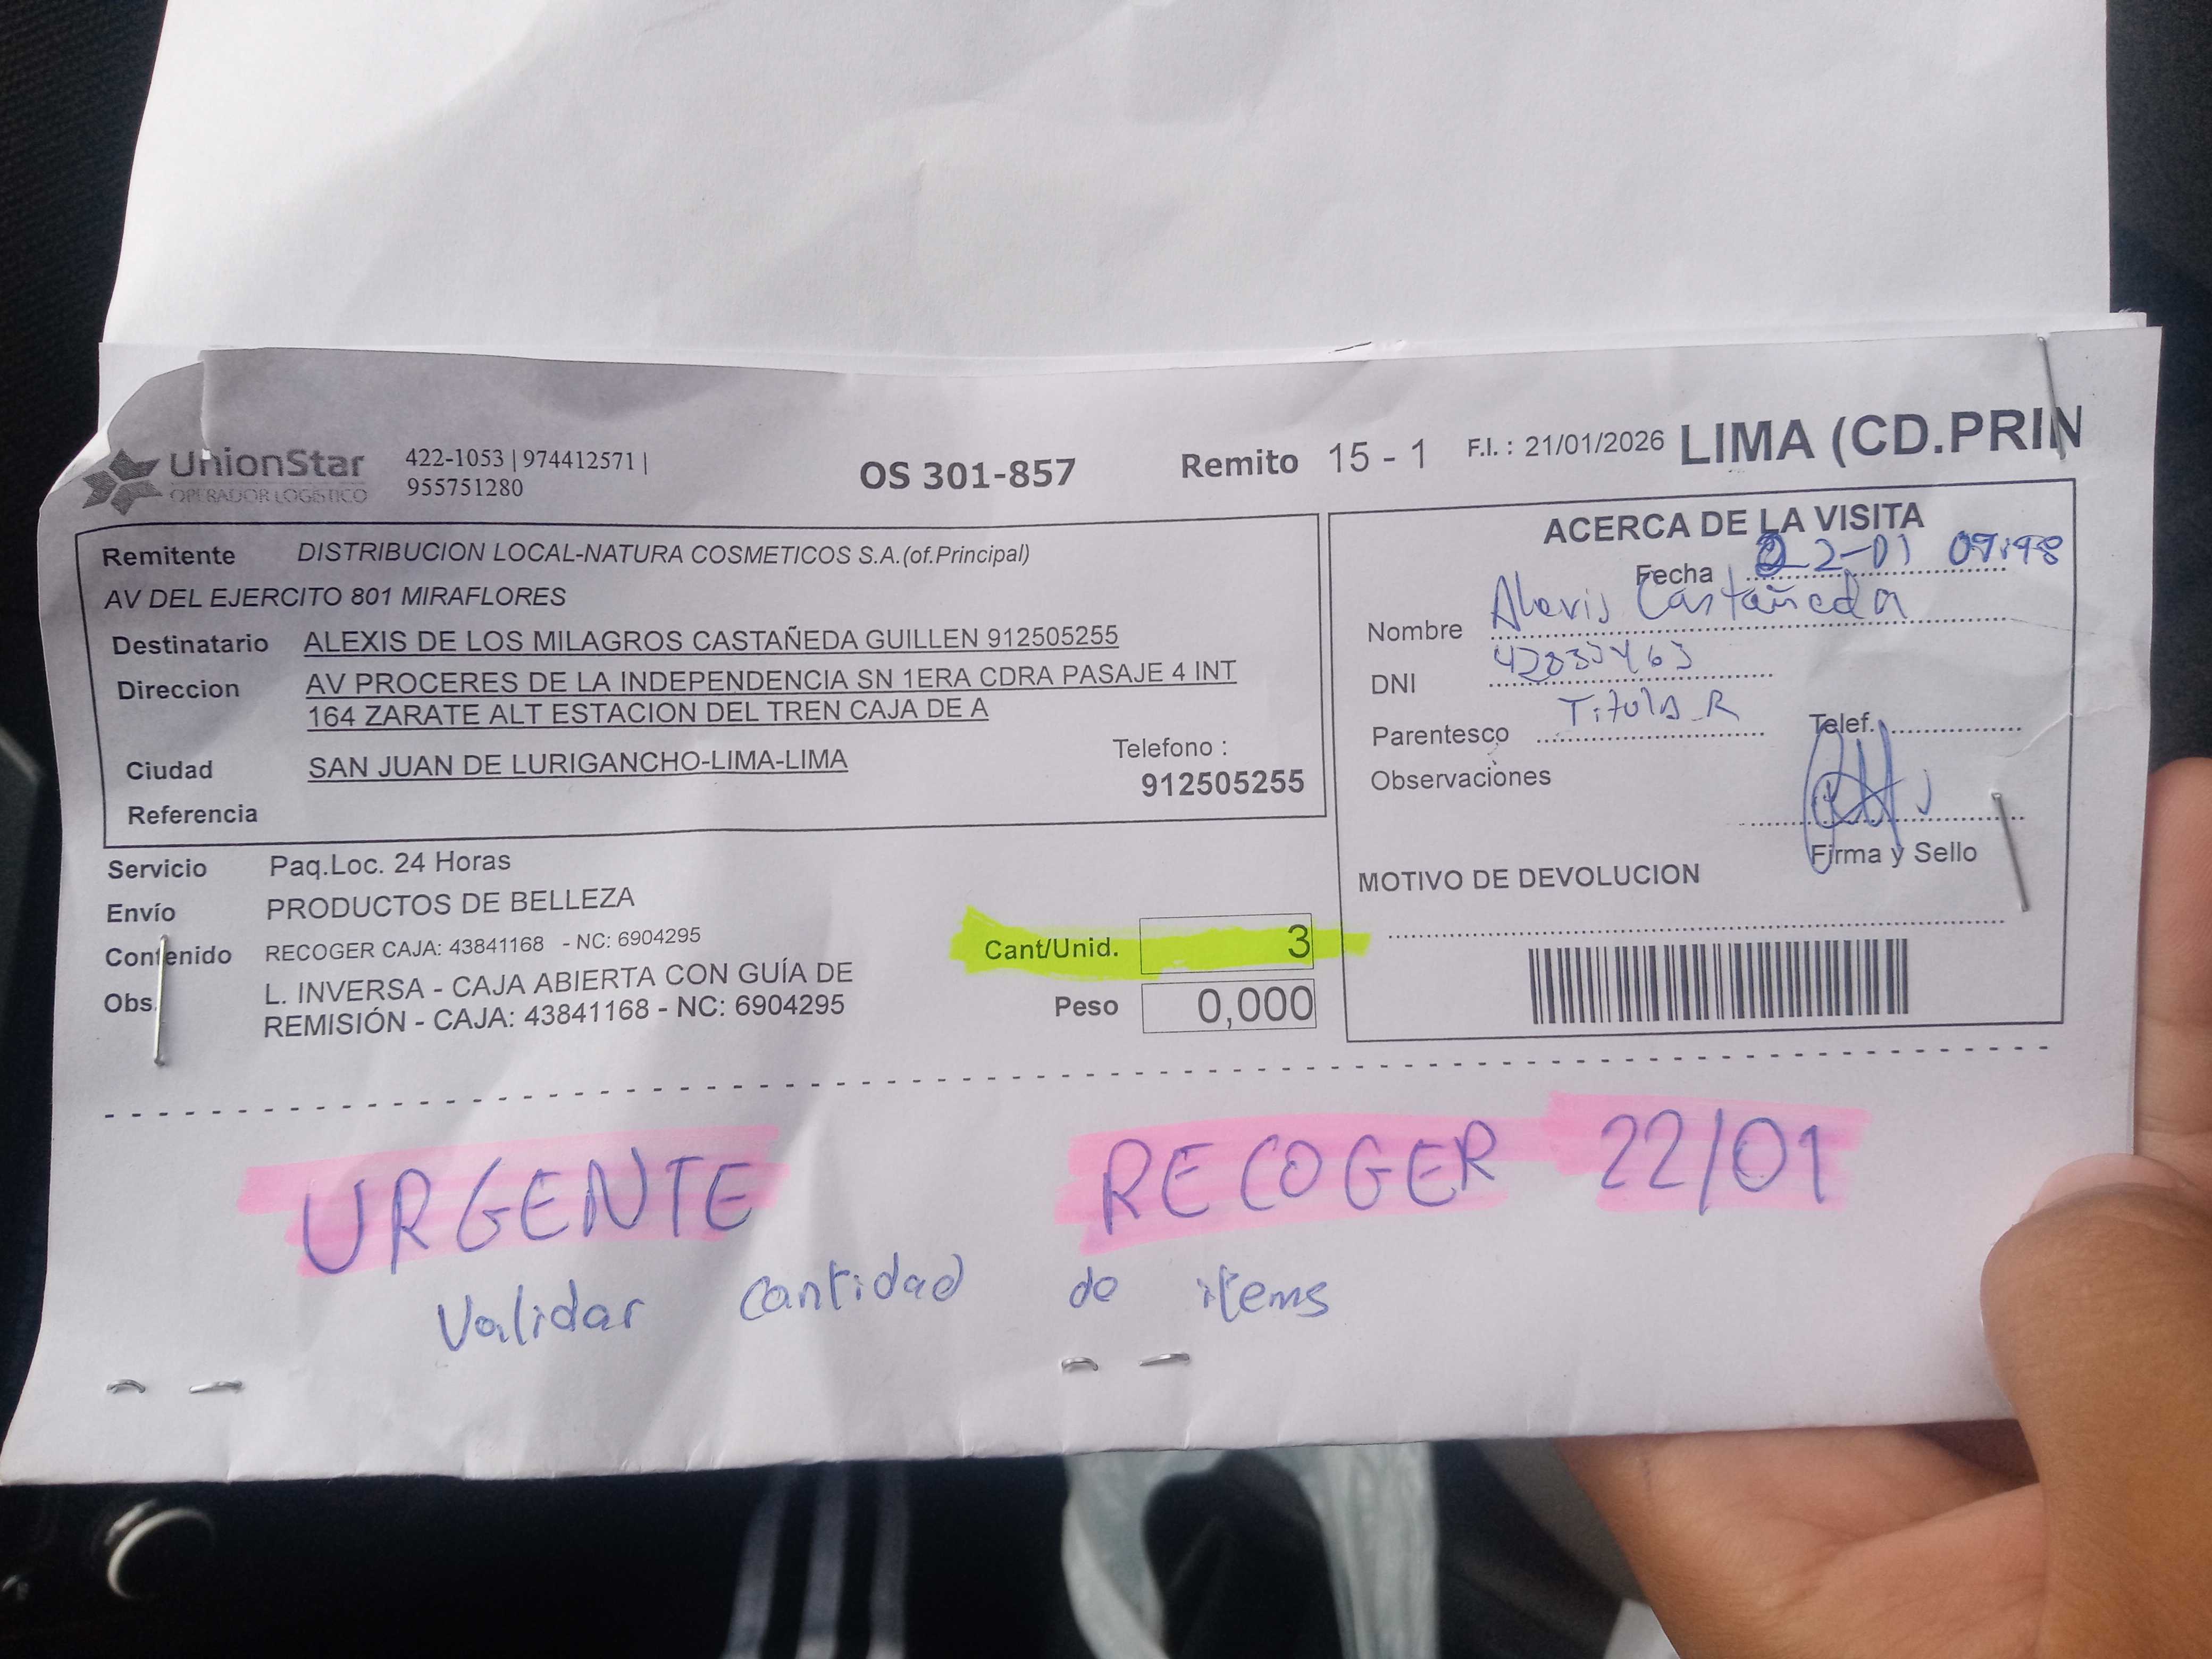 UnionStar
OPERADOR LOGISTICO
422-1053 | 974412571 |
955751280
OS 301-857
Remito 15 - 1
F.I. : 21/01/2026
LIMA (CD.PRIN
Remitente DISTRIBUCION LOCAL-NATURA COSMETICOS S.A.(of.Principal)
AV DEL EJERCITO 801 MIRAFLORES
Destinatario ALEXIS DE LOS MILAGROS CASTAÑEDA GUILLEN 912505255
Direccion AV PROCERES DE LA INDEPENDENCIA SN 1ERA CDRA PASAJE 4 INT
164 ZARATE ALT ESTACION DEL TREN CAJA DE A
Ciudad SAN JUAN DE LURIGANCHO-LIMA-LIMA
Telefono :
912505255
Referencia
ACERCA DE LA VISITA
Fecha 22-01
Nombre Alexis Castañeda
DNI
Parentesco TitulaR
Telef.
Observaciones
Firma y Sello
MOTIVO DE DEVOLUCION
Servicio Paq.Loc. 24 Horas
Envío PRODUCTOS DE BELLEZA
Contenido RECOGER CAJA: 43841168 - NC: 6904295
Cant/Unid. 3
Obs. L. INVERSA - CAJA ABIERTA CON GUÍA DE
REMISIÓN - CAJA: 43841168 - NC: 6904295
Peso 0,000
URGENTE RECOGER 22/01
Validar cantidad de items